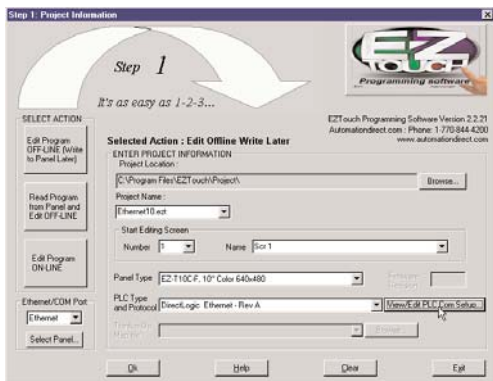 Step 1: Project Information
Step 1
It's as easy as 1-2-3...
EZ
TOUCH
Programming software
SELECT ACTION
Edit Program
OFF-LINE (Write
to Panel Later)
Read Program
from Panel and
Edit OFF-LINE
Edit Program
ON-LINE
Ethernet/COM Port
Ethernet
Select Panel...
EZTouch Programming Software Version 2.2.21
Automationdirect.com : Phone: 1-770-844-4200
www.automationdirect.com
Selected Action : Edit Offline Write Later
ENTER PROJECT INFORMATION
Project Location :
C:\Program Files\EZTouch\Project\
Browse...
Project Name :
Ethernet10.ezt
Start Editing Screen
Number 1
Name Scr 1
Panel Type EZ-T10C-F, 10" Color 640x480
PLC Type
and Protocol DirectLogic Ethernet - Rev A
View/Edit PLC Com Setup...
Browse...
Ok
Help
Clear
Exit